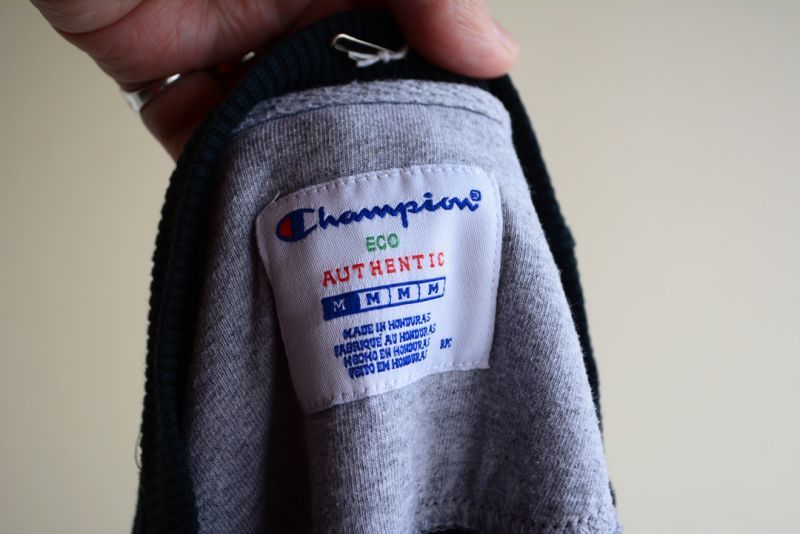 Champion®
ECO
AUTHENTIC
M M M M
MADE IN HONDURAS
FABRIQUÉ AU HONDURAS
HECHO EN HONDURAS
FEITO EM HONDURAS